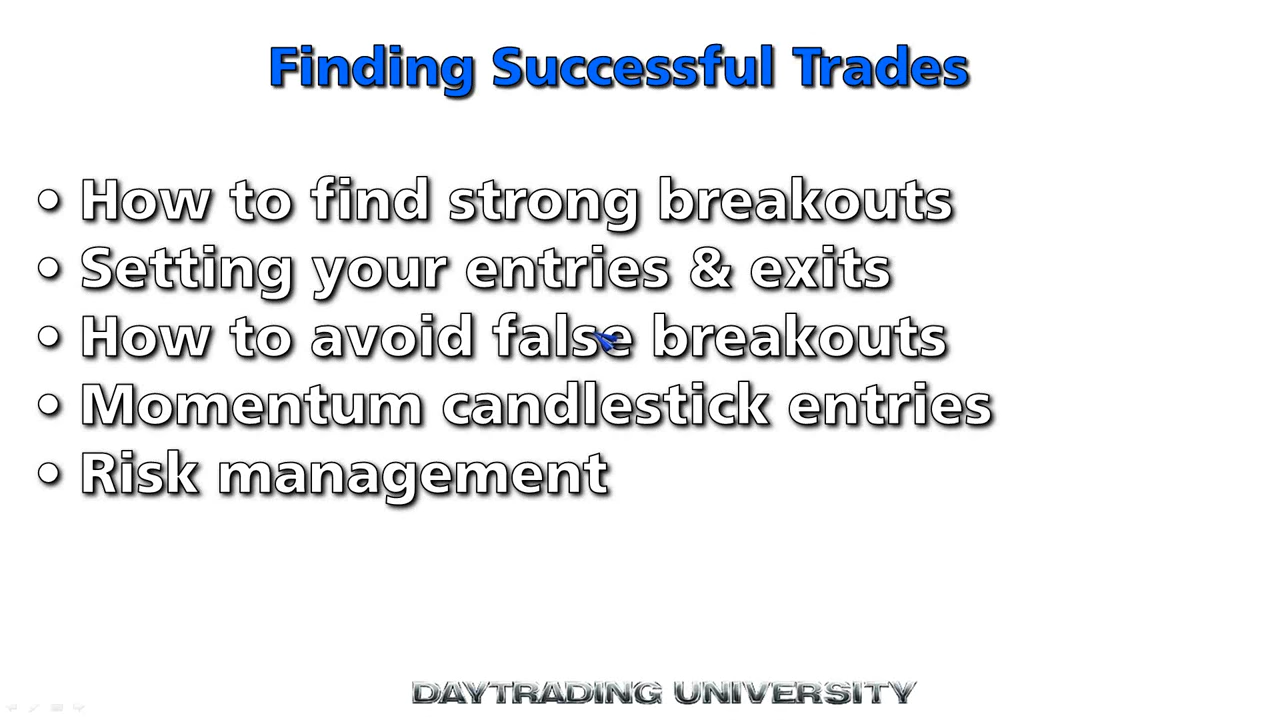 Finding Successful Trades
• How to find strong breakouts
• Setting your entries & exits
• How to avoid false breakouts
• Momentum candlestick entries
• Risk management
DAYTRADING UNIVERSITY